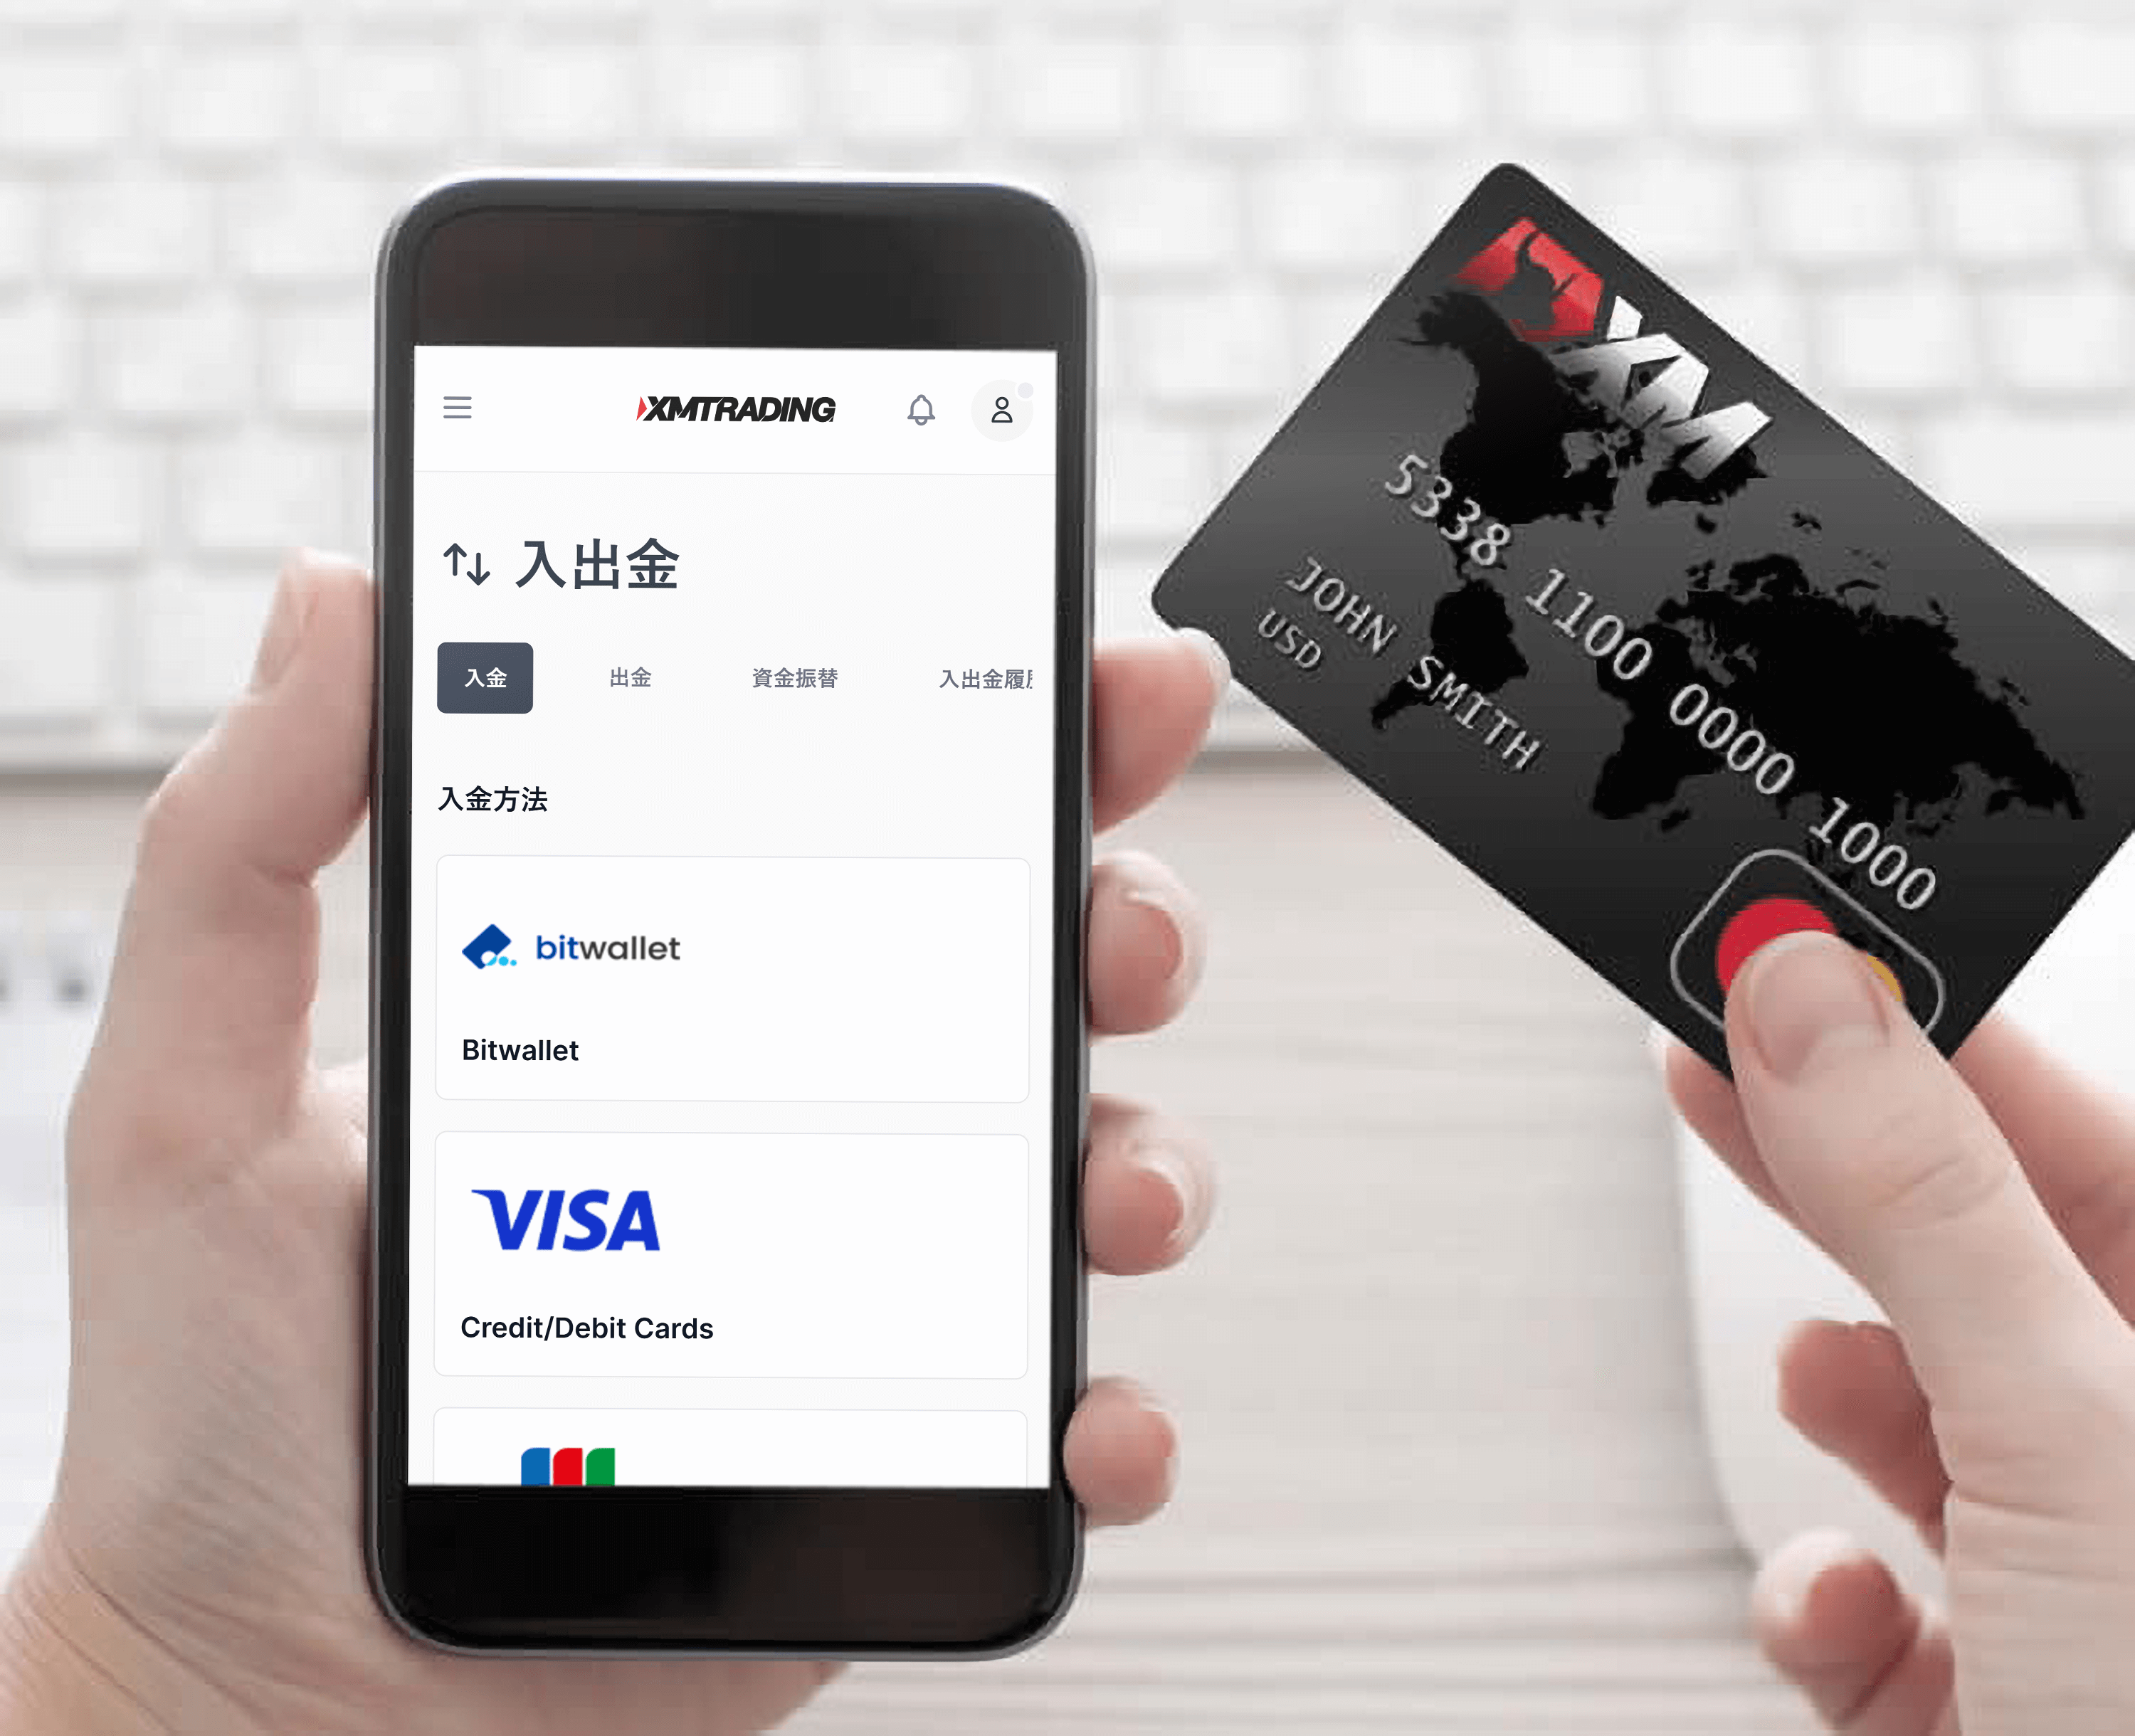 XMTRADING
入出金
入金 出金 資金振替 入出金履
入金方法
bitwallet
Bitwallet
VISA
Credit/Debit Cards
XM
5338 1100 0000 1000
JOHN SMITH
USD